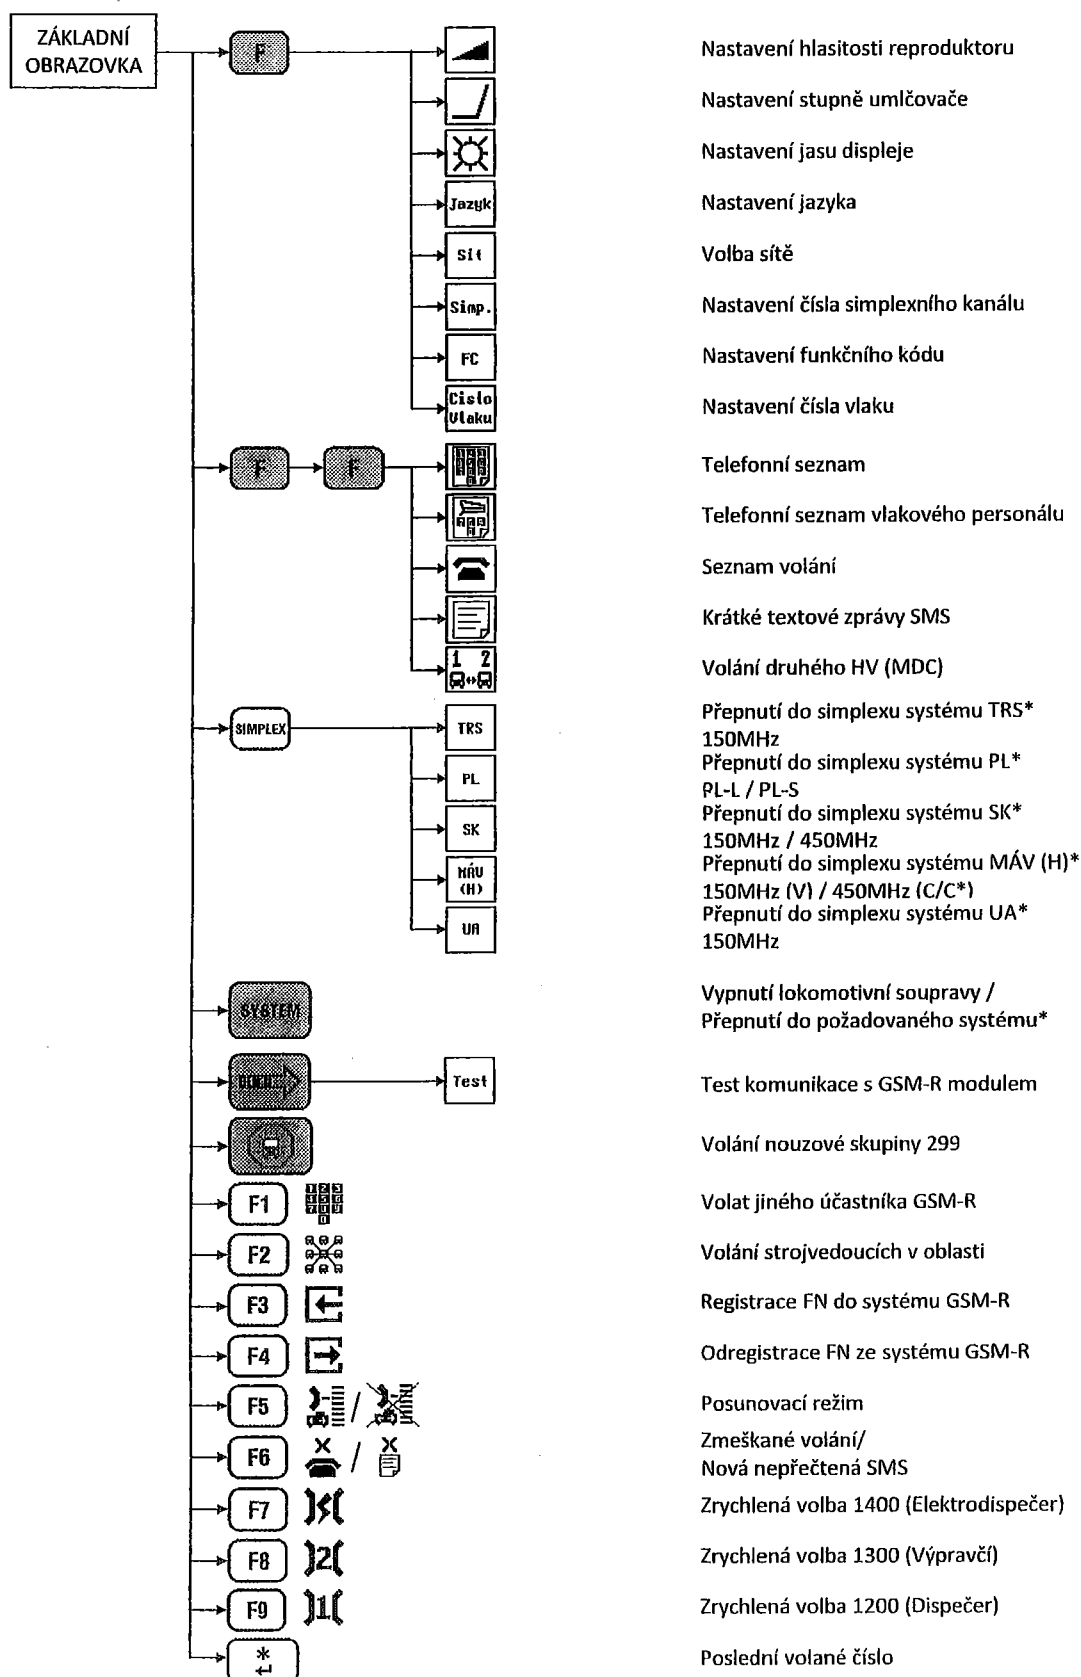 ZÁKLADNÍ
OBRAZOVKA
F
Nastavení hlasitosti reproduktoru
Nastavení stupně umlčovače
Nastavení jasu displeje
Jazyk
Nastavení jazyka
Síť
Volba sítě
Simp.
Nastavení čísla simplexního kanálu
FC
Nastavení funkčního kódu
Cislo
Vlaku
Nastavení čísla vlaku
F
F
Telefonní seznam
Telefonní seznam vlakového personálu
Seznam volání
Krátké textové zprávy SMS
1 2
Volání druhého HV (MDC)
SIMPLEX
TRS
Přepnutí do simplexu systému TRS*
150MHz
PL
Přepnutí do simplexu systému PL*
PL-L / PL-S
SK
Přepnutí do simplexu systému SK*
150MHz / 450MHz
MÁV
(H)
Přepnutí do simplexu systému MÁV (H)*
150MHz (V) / 450MHz (C/C*)
UA
Přepnutí do simplexu systému UA*
150MHz
SYSTEM
Vypnutí lokomotivní soupravy /
Přepnutí do požadovaného systému*
Test
Test komunikace s GSM-R modulem
Volání nouzové skupiny 299
F1
Volat jiného účastníka GSM-R
F2
Volání strojvedoucích v oblasti
F3
Registrace FN do systému GSM-R
F4
Odregistrace FN ze systému GSM-R
F5 /
Posunovací režim
F6 /
Zmeškané volání/
Nová nepřečtená SMS
F7
Zrychlená volba 1400 (Elektrodispečer)
F8 2
Zrychlená volba 1300 (Výpravčí)
F9 1
Zrychlená volba 1200 (Dispečer)
*
Poslední volané číslo